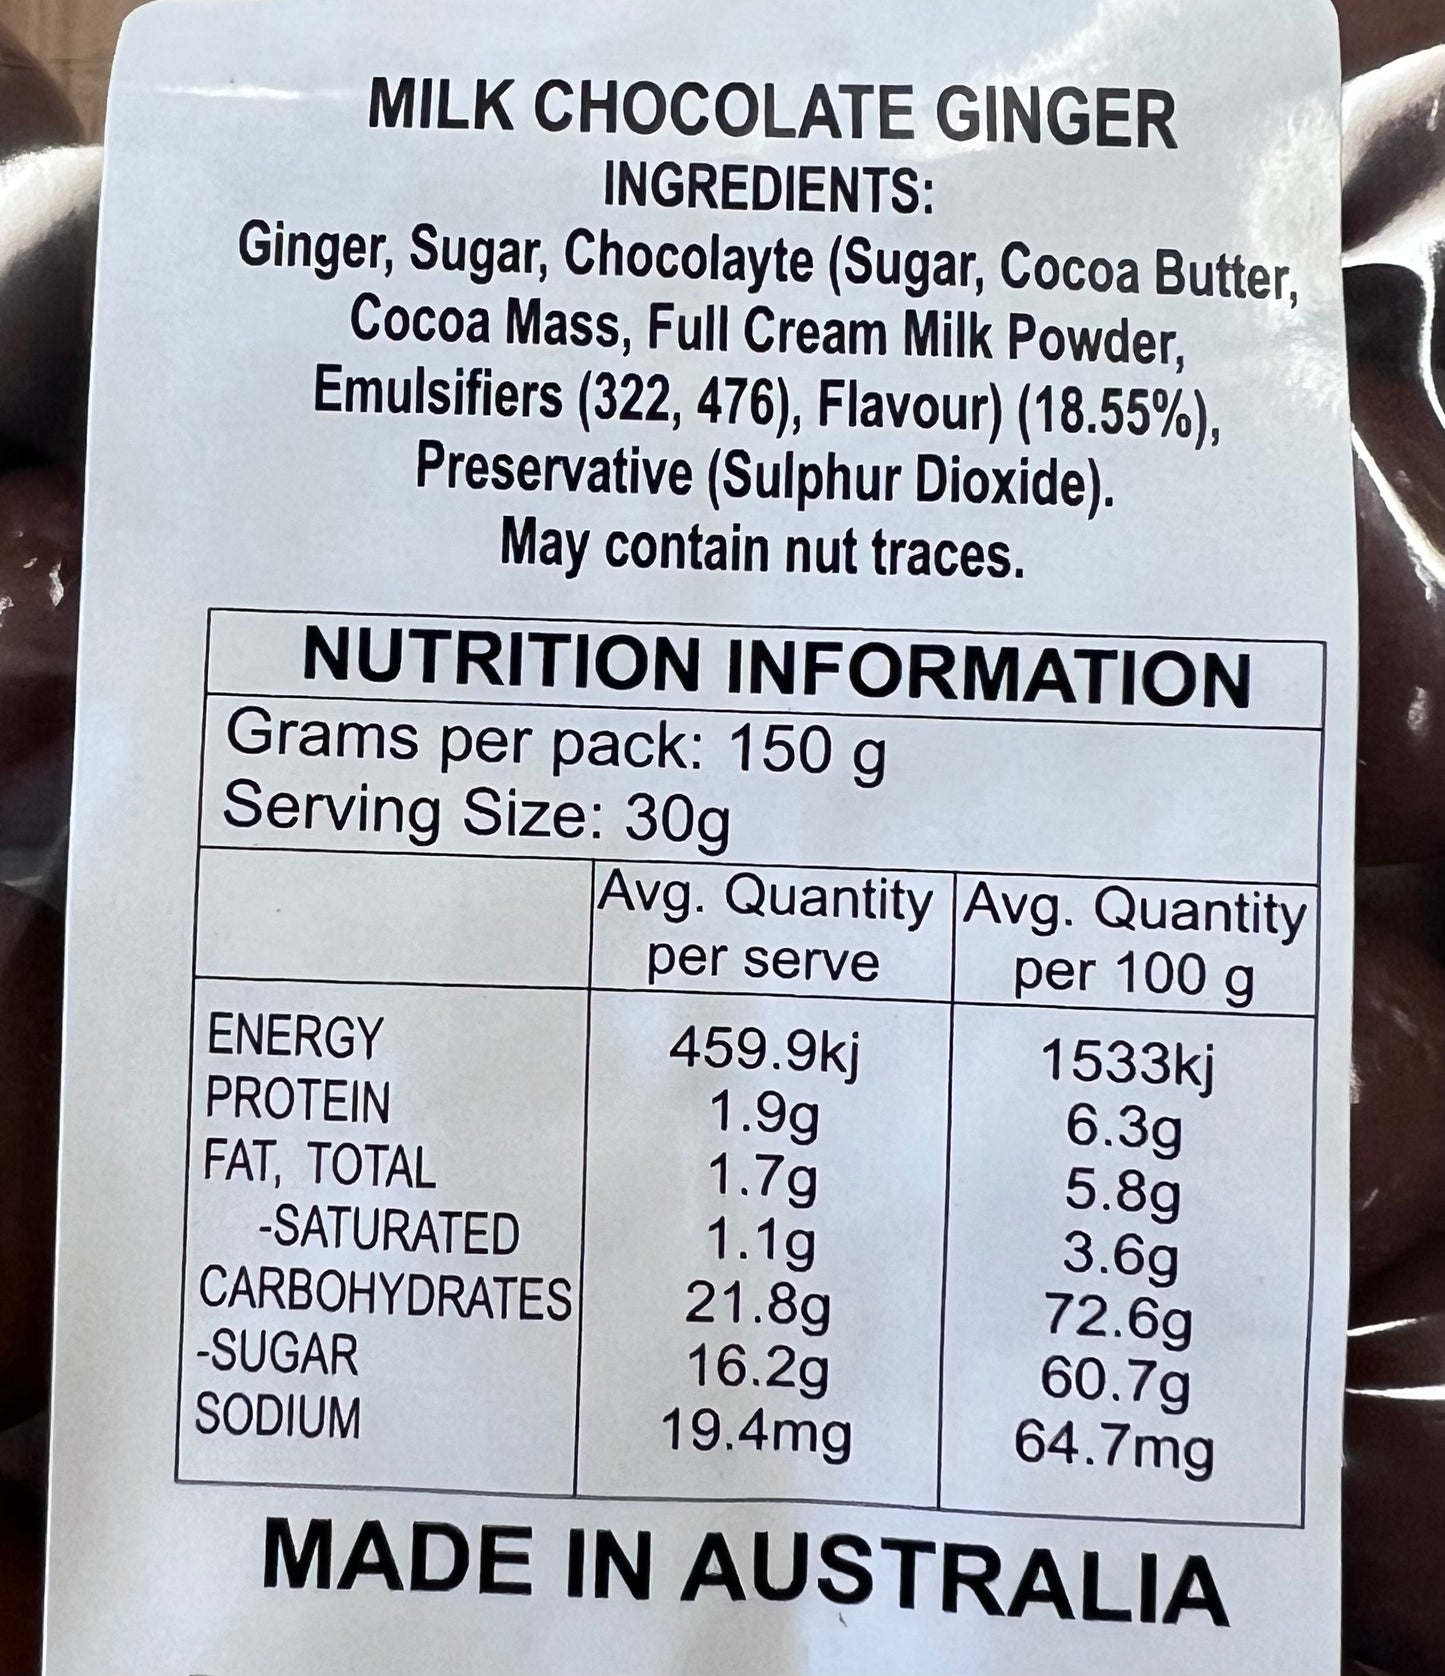 MILK CHOCOLATE GINGER
INGREDIENTS:
Ginger, Sugar, Chocolayte (Sugar, Cocoa Butter,
Cocoa Mass, Full Cream Milk Powder,
Emulsifiers (322, 476), Flavour) (18.55%),
Preservative (Sulphur Dioxide).
May contain nut traces.
NUTRITION INFORMATION
Grams per pack: 150 g
Serving Size: 30g
Avg. Quantity per serve Avg. Quantity per 100 g
ENERGY 459.9kj 1533kj
PROTEIN 1.9g 6.3g
FAT, TOTAL 1.7g 5.8g
-SATURATED 1.1g 3.6g
CARBOHYDRATES 21.8g 72.6g
-SUGAR 16.2g 60.7g
SODIUM 19.4mg 64.7mg
MADE IN AUSTRALIA